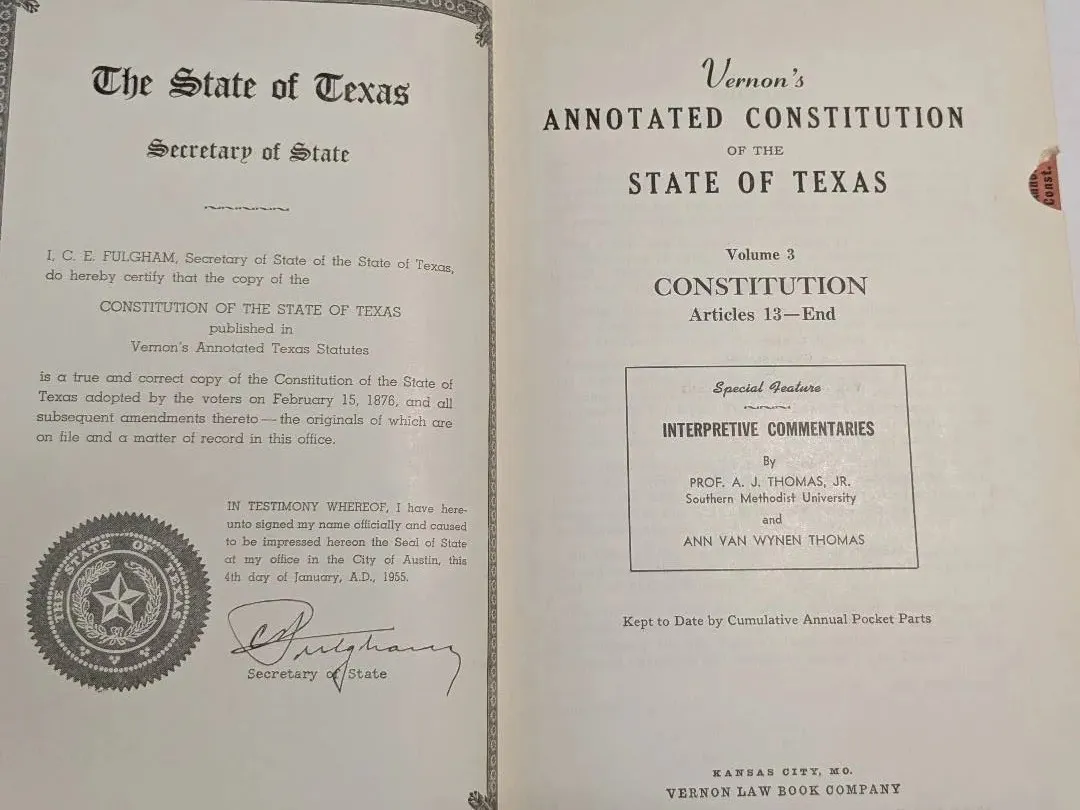 The State of Texas
Secretary of State
I, C. E. FULGHAM, Secretary of State of the State of Texas,
do hereby certify that the copy of the
CONSTITUTION OF THE STATE OF TEXAS
published in
Vernon's Annotated Texas Statutes
is a true and correct copy of the Constitution of the State of
Texas adopted by the voters on February 15, 1876, and all
subsequent amendments thereto — the originals of which are
on file and a matter of record in this office.
IN TESTIMONY WHEREOF, I have here-
unto signed my name officially and caused
to be impressed hereon the Seal of State
at my office in the City of Austin, this
4th day of January, A.D., 1955.
THE STATE OF TEXAS
C E Fulgham
Secretary of State
Vernon's
ANNOTATED CONSTITUTION
OF THE
STATE OF TEXAS
Volume 3
CONSTITUTION
Articles 13—End
Special Feature
INTERPRETIVE COMMENTARIES
By
PROF. A. J. THOMAS, JR.
Southern Methodist University
and
ANN VAN WYNEN THOMAS
Kept to Date by Cumulative Annual Pocket Parts
KANSAS CITY, MO.
VERNON LAW BOOK COMPANY
Const.